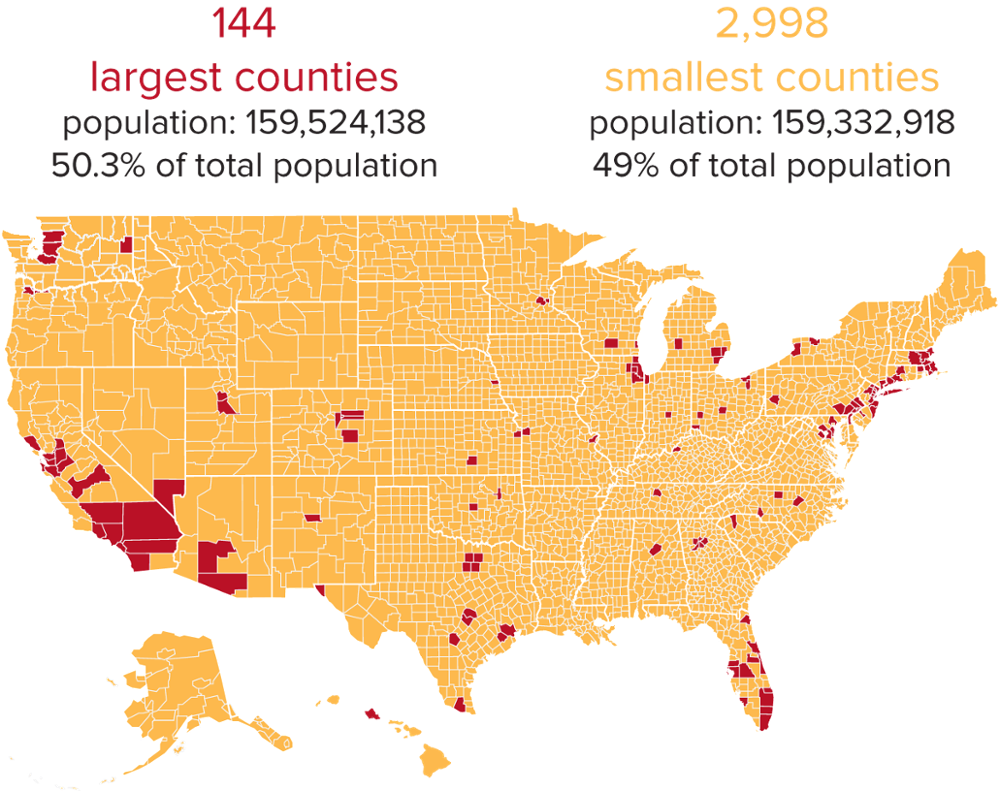 144
largest counties
population: 159,524,138
50.3% of total population
2,998
smallest counties
population: 159,332,918
49% of total population